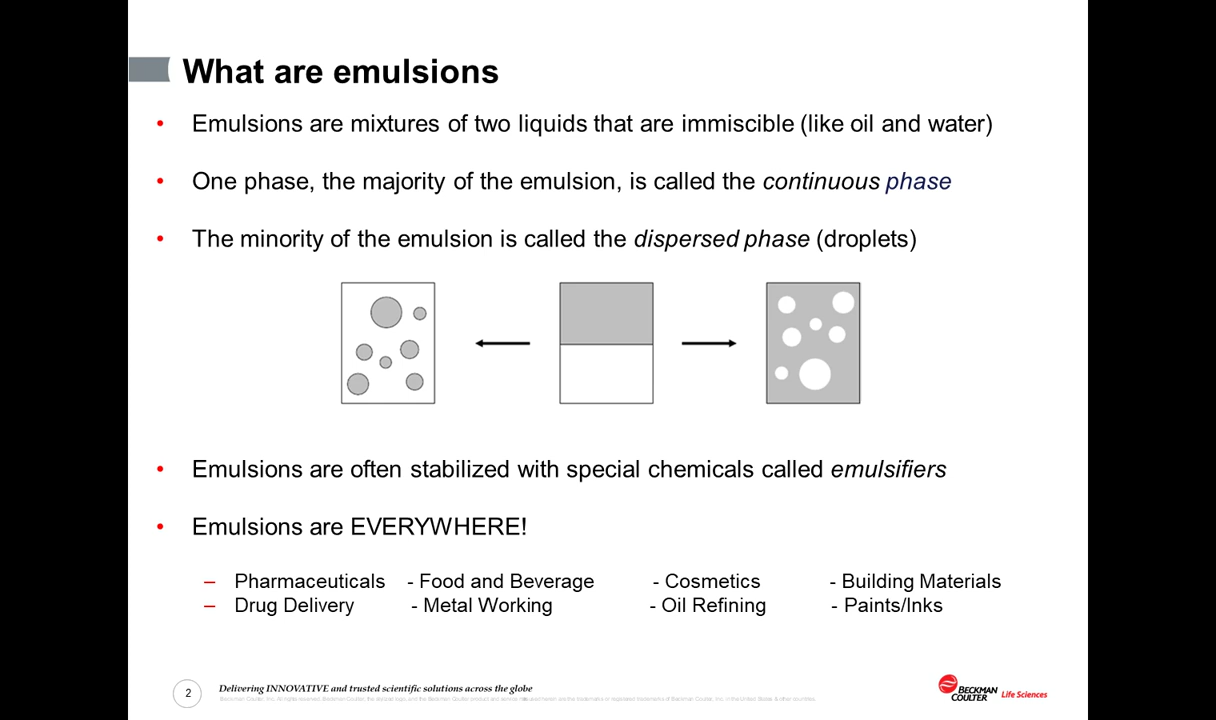 What are emulsions
• Emulsions are mixtures of two liquids that are immiscible (like oil and water)
• One phase, the majority of the emulsion, is called the continuous phase
• The minority of the emulsion is called the dispersed phase (droplets)
• Emulsions are often stabilized with special chemicals called emulsifiers
• Emulsions are EVERYWHERE!
– Pharmaceuticals - Food and Beverage - Cosmetics - Building Materials
– Drug Delivery - Metal Working - Oil Refining - Paints/Inks
2
Delivering INNOVATIVE and trusted scientific solutions across the globe
BECKMAN
COULTER Life Sciences